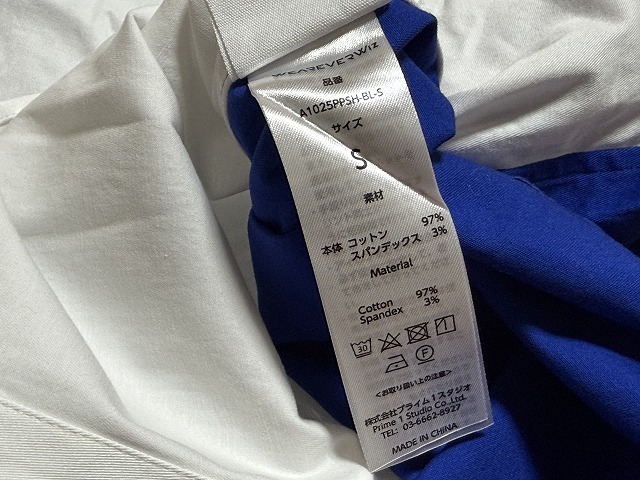 WEAREVERWIZ
品番
A1025PPSH-BL-S
サイズ
S
素材
本体 コットン 97%
スパンデックス 3%
Material
Cotton 97%
Spandex 3%
30
F
<お取り扱い上の注意>
株式会社プライム1スタジオ
Prime 1 Studio Co.,Ltd.
TEL: 03-6662-8927
MADE IN CHINA